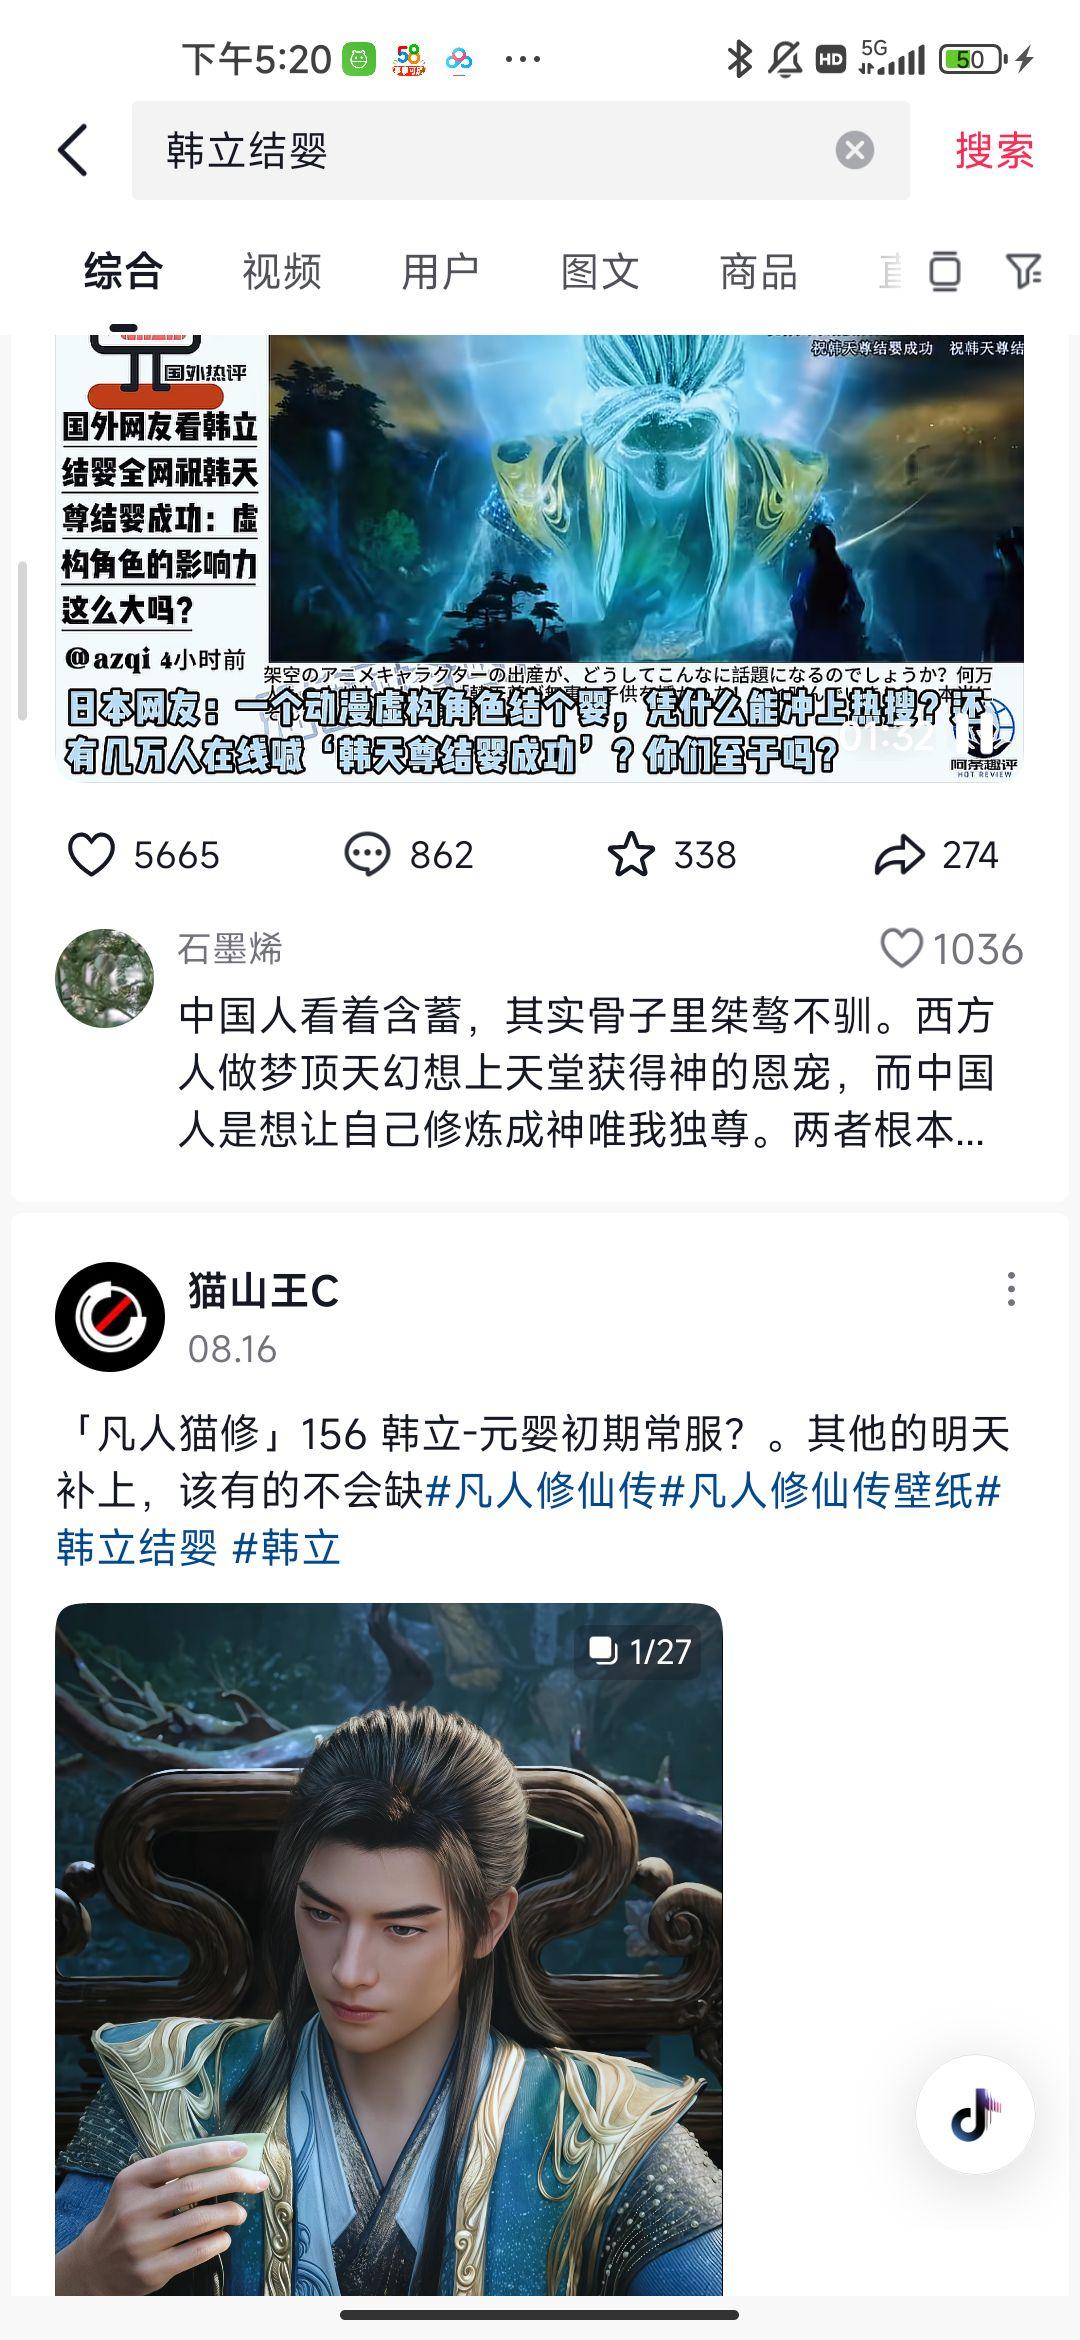 下午5:20
58
HD
5G
50
韩立结婴
搜索
综合
视频
用户
图文
商品
国外热评
国外网友看韩立
结婴全网祝韩天
尊结婴成功：虚
构角色的影响力
这么大吗？
@azqi 4小时前
祝韩天尊结婴成功 祝韩天尊结
架空のアニメキャラクターの出産が、どうしてこんなに話題になるのでしょうか？何万
日本网友：一个动漫虚构角色结个婴，凭什么能冲上热搜？还
有几万人在线喊‘韩天尊结婴成功’？你们至于吗？
01:32
阿茶趣评
HOT REVIEW
5665
862
338
274
石墨烯
1036
中国人看着含蓄，其实骨子里桀骜不驯。西方
人做梦顶天幻想上天堂获得神的恩宠，而中国
人是想让自己修炼成神唯我独尊。两者根本...
猫山王C
08.16
「凡人猫修」156 韩立-元婴初期常服？。其他的明天
补上，该有的不会缺#凡人修仙传#凡人修仙传壁纸#
韩立结婴 #韩立
1/27